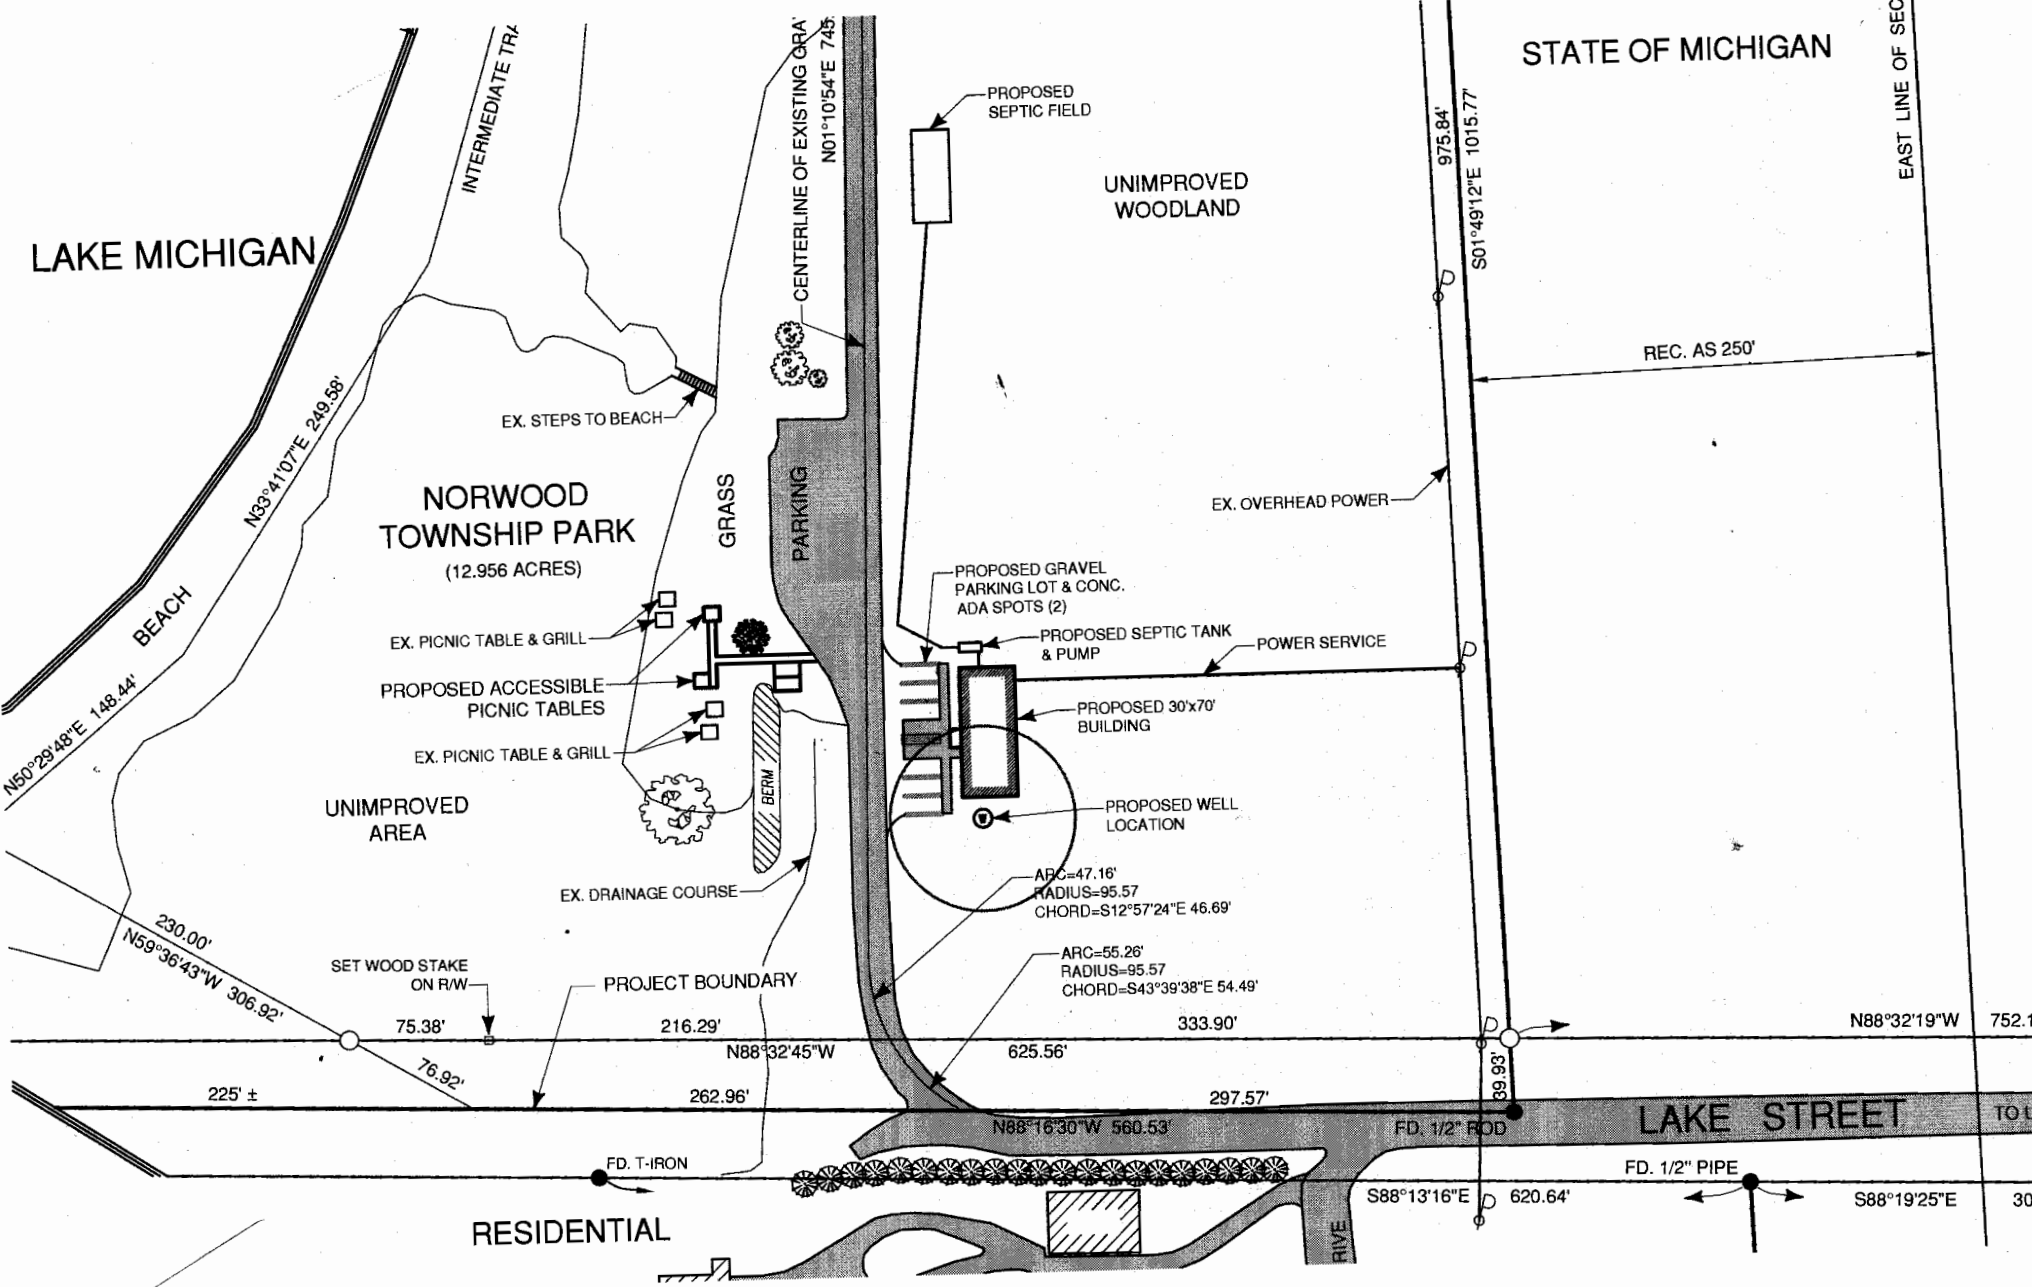 STATE OF MICHIGAN
EAST LINE OF SEC
INTERMEDIATE TRA
CENTERLINE OF EXISTING GRA
N01°10'54"E 745.
PROPOSED
SEPTIC FIELD
UNIMPROVED
WOODLAND
975.84'
S01°49'12"E 1015.77'
LAKE MICHIGAN
REC. AS 250'
EX. STEPS TO BEACH
N33°41'07"E 249.58'
NORWOOD
TOWNSHIP PARK
(12.956 ACRES)
GRASS
PARKING
EX. OVERHEAD POWER
PROPOSED GRAVEL
PARKING LOT & CONC.
ADA SPOTS (2)
BEACH
EX. PICNIC TABLE & GRILL
PROPOSED SEPTIC TANK
& PUMP
POWER SERVICE
PROPOSED ACCESSIBLE
PICNIC TABLES
PROPOSED 30'x70'
BUILDING
N50°29'48"E 148.44'
EX. PICNIC TABLE & GRILL
BERM
UNIMPROVED
AREA
PROPOSED WELL
LOCATION
W
EX. DRAINAGE COURSE
ARC=47.16'
RADIUS=95.57
CHORD=S12°57'24"E 46.69'
230.00'
N59°36'43"W 306.92'
SET WOOD STAKE
ON R/W
PROJECT BOUNDARY
ARC=55.26'
RADIUS=95.57
CHORD=S43°39'38"E 54.49'
75.38'
216.29'
333.90'
N88°32'19"W 752.1
N88°32'45"W
625.56'
76.92'
39.93'
225' ±
262.96'
297.57'
N88°16'30"W 560.53'
FD. 1/2" ROD
LAKE STREET
TO L
FD. T-IRON
FD. 1/2" PIPE
S88°13'16"E
620.64'
S88°19'25"E
30
RESIDENTIAL
RIVE